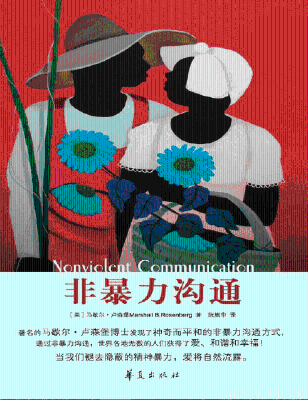 Nonviolent Communication
非暴力沟通
[美] 马歇尔·卢森堡Marshall B.Rosenberg 著 阮胤华 译
著名的马歇尔·卢森堡博士发现了神奇而平和的非暴力沟通方式，
通过非暴力沟通，世界各地无数的人们获得了爱、和谐和幸福！
当我们褪去隐蔽的精神暴力，爱将自然流露。
华夏出版社